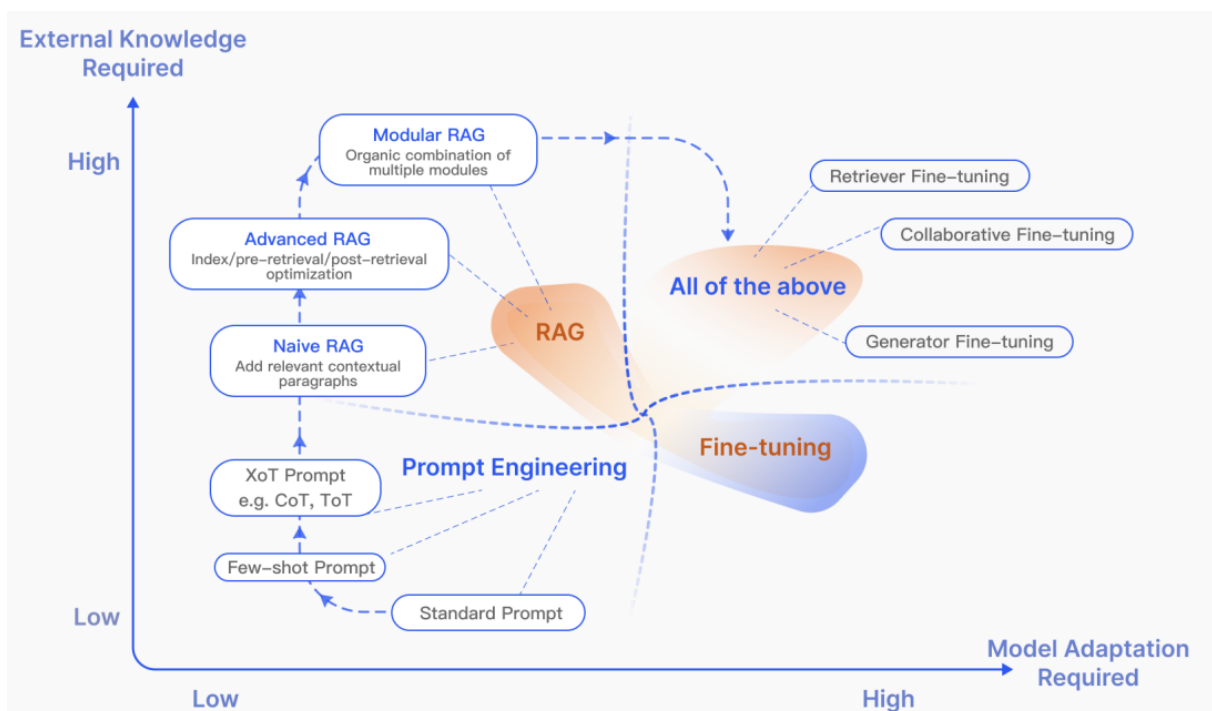 External Knowledge
Required
High
Modular RAG
Organic combination of
multiple modules
Retriever Fine-tuning
Collaborative Fine-tuning
Advanced RAG
Index/pre-retrieval/post-retrieval
optimization
All of the above
RAG
Generator Fine-tuning
Naive RAG
Add relevant contextual
paragraphs
Fine-tuning
Prompt Engineering
XoT Prompt
e.g. CoT, ToT
Few-shot Prompt
Standard Prompt
Low
Model Adaptation
Required
Low
High